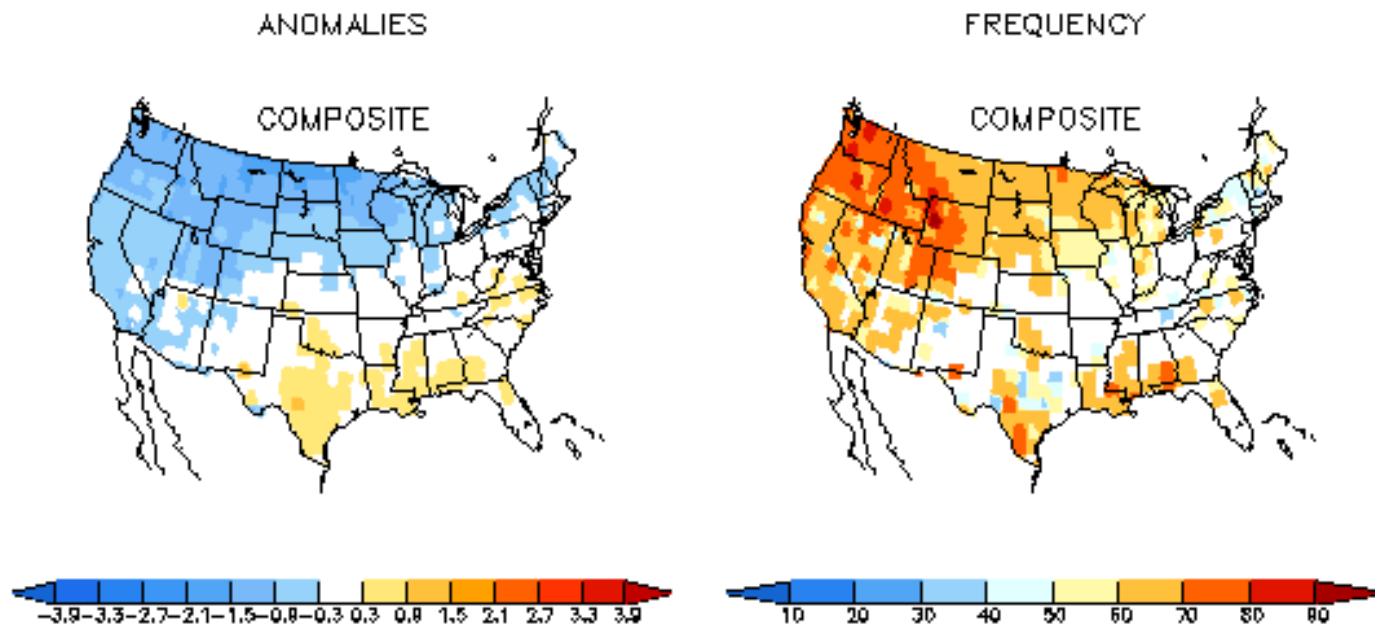 ANOMALIES
FREQUENCY
COMPOSITE
COMPOSITE
-3.9 -3.3 -2.7 -2.1 -1.5 -0.9 -0.3 0.3 0.9 1.5 2.1 2.7 3.3 3.9
10 20 30 40 50 60 70 80 90